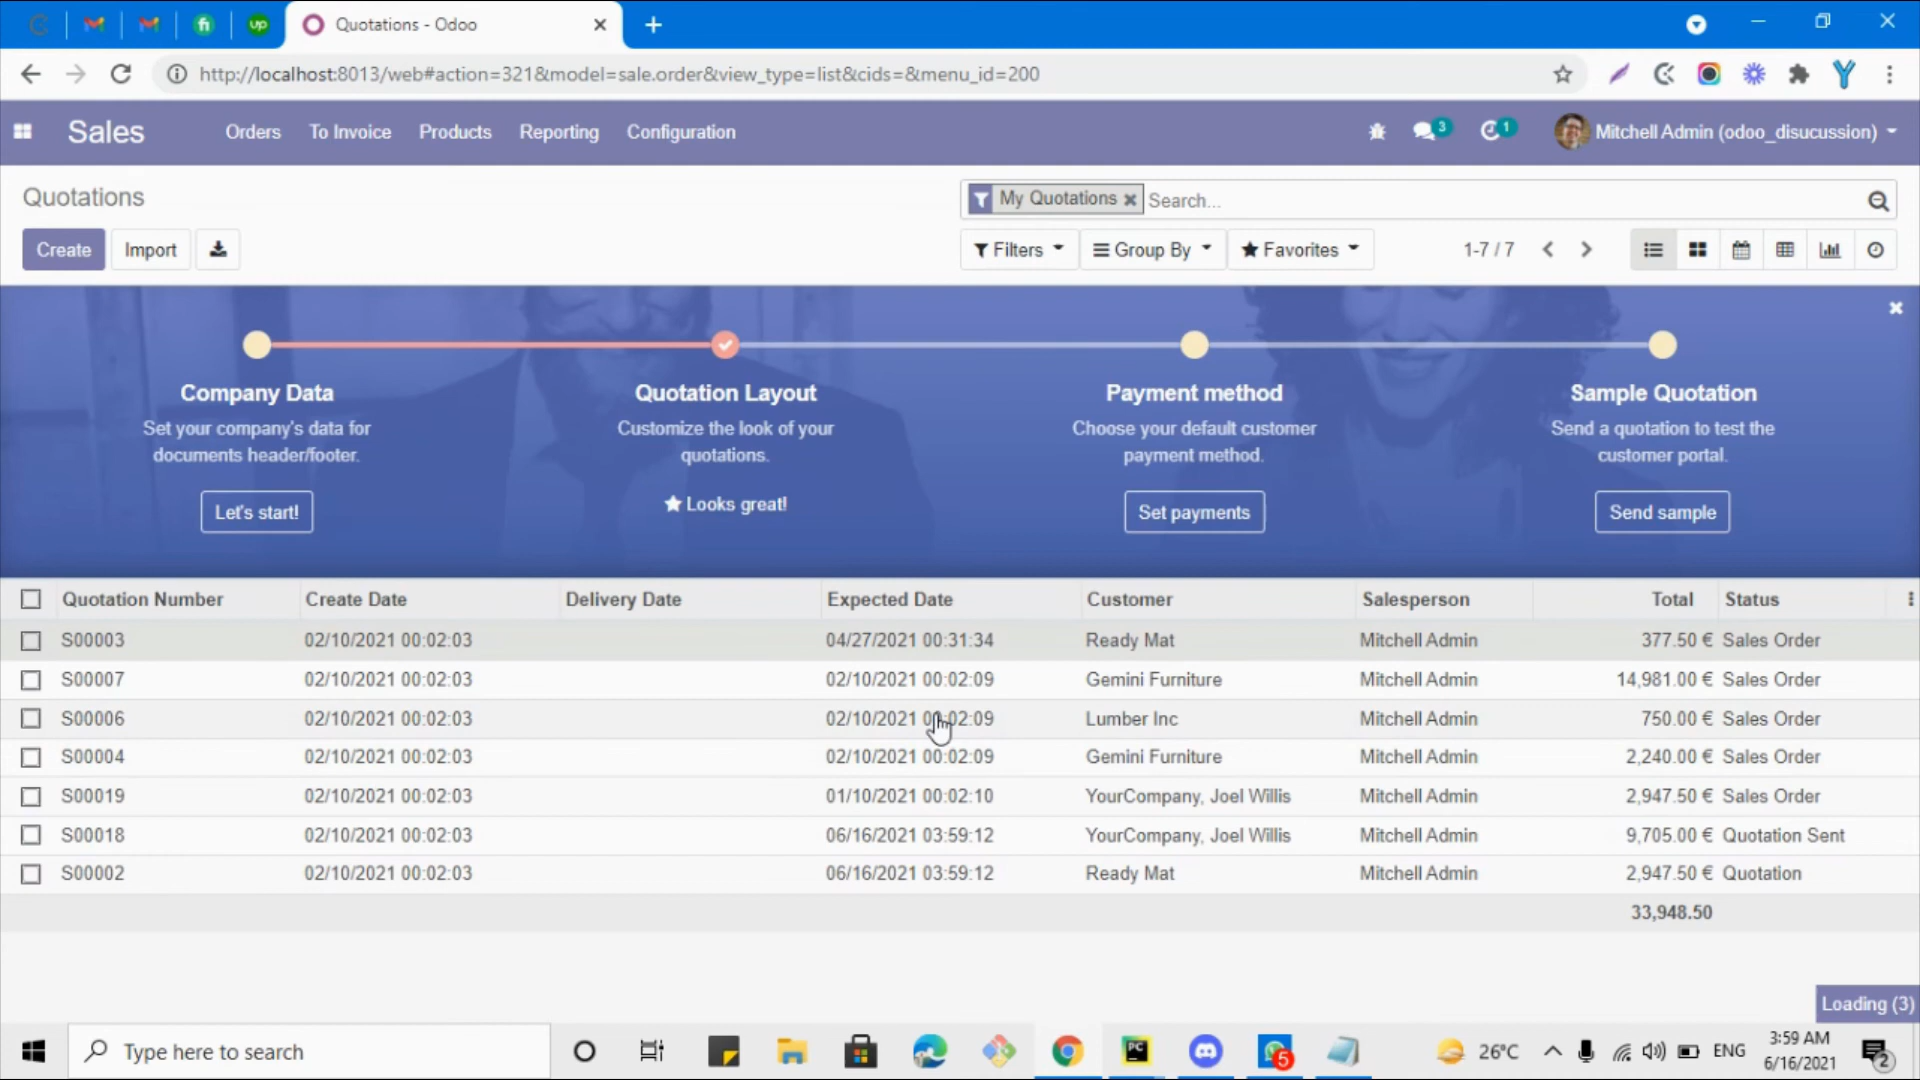 up
Quotations - Odoo
http://localhost:8013/web#action=321&model=sale.order&view_type=list&cids=&menu_id=200
Sales
Orders
To Invoice
Products
Reporting
Configuration
3
1
Mitchell Admin (odoo_disucussion)
Quotations
My Quotations
Search...
Create
Import
Filters
Group By
Favorites
1-7 / 7
Company Data
Set your company's data for
documents header/footer.
Let's start!
Quotation Layout
Customize the look of your
quotations.
Looks great!
Payment method
Choose your default customer
payment method.
Set payments
Sample Quotation
Send a quotation to test the
customer portal.
Send sample
Quotation Number Create Date Delivery Date Expected Date Customer Salesperson Total Status
S00003 02/10/2021 00:02:03 04/27/2021 00:31:34 Ready Mat Mitchell Admin 377.50 € Sales Order
S00007 02/10/2021 00:02:03 02/10/2021 00:02:09 Gemini Furniture Mitchell Admin 14,981.00 € Sales Order
S00006 02/10/2021 00:02:03 02/10/2021 00:02:09 Lumber Inc Mitchell Admin 750.00 € Sales Order
S00004 02/10/2021 00:02:03 02/10/2021 00:02:09 Gemini Furniture Mitchell Admin 2,240.00 € Sales Order
S00019 02/10/2021 00:02:03 01/10/2021 00:02:10 YourCompany, Joel Willis Mitchell Admin 2,947.50 € Sales Order
S00018 02/10/2021 00:02:03 06/16/2021 03:59:12 YourCompany, Joel Willis Mitchell Admin 9,705.00 € Quotation Sent
S00002 02/10/2021 00:02:03 06/16/2021 03:59:12 Ready Mat Mitchell Admin 2,947.50 € Quotation
33,948.50
Loading (3)
Type here to search
PC
5
26°C
ENG
3:59 AM
6/16/2021
2